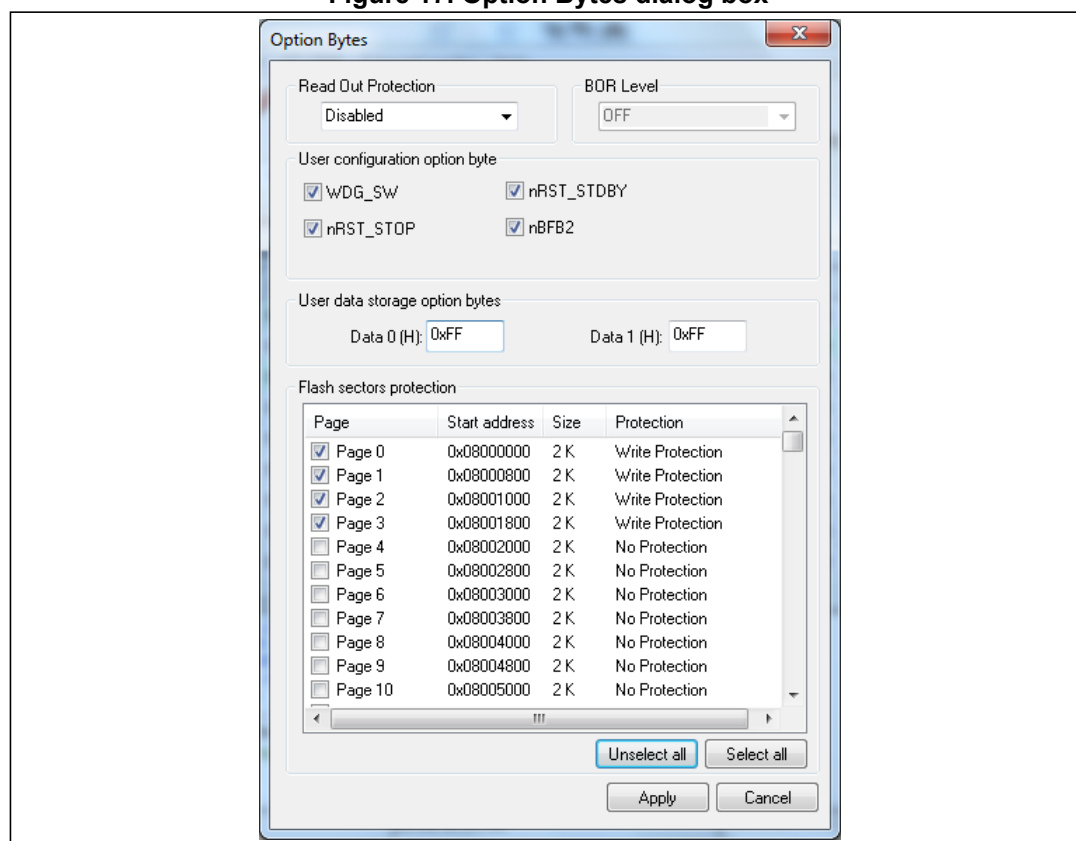 Figure 17. Option Bytes dialog box
Option Bytes
Read Out Protection
BOR Level
Disabled
OFF
User configuration option byte
WDG_SW
nRST_STDBY
nRST_STOP
nBFB2
User data storage option bytes
Data 0 (H): 0xFF
Data 1 (H): 0xFF
Flash sectors protection
Page Start address Size Protection
Page 0 0x08000000 2 K Write Protection
Page 1 0x08000800 2 K Write Protection
Page 2 0x08001000 2 K Write Protection
Page 3 0x08001800 2 K Write Protection
Page 4 0x08002000 2 K No Protection
Page 5 0x08002800 2 K No Protection
Page 6 0x08003000 2 K No Protection
Page 7 0x08003800 2 K No Protection
Page 8 0x08004000 2 K No Protection
Page 9 0x08004800 2 K No Protection
Page 10 0x08005000 2 K No Protection
Unselect all Select all
Apply Cancel